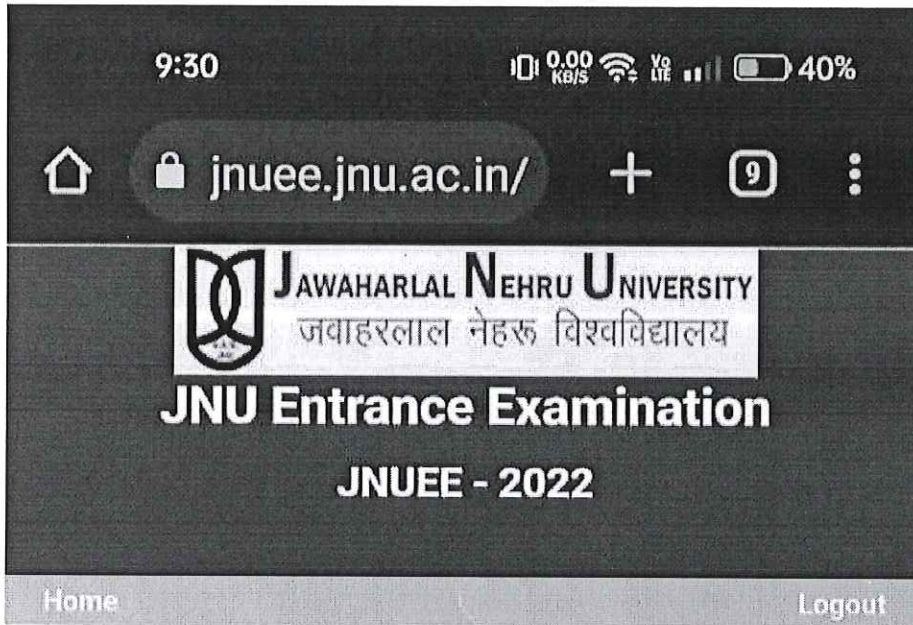 9:30 0.00 KB/S Vo LTE 40%
jnuee.jnu.ac.in/ 9
JAWAHARLAL NEHRU UNIVERSITY
जवाहरलाल नेहरू विश्वविद्यालय
JNU Entrance Examination
JNUEE - 2022
Home Logout